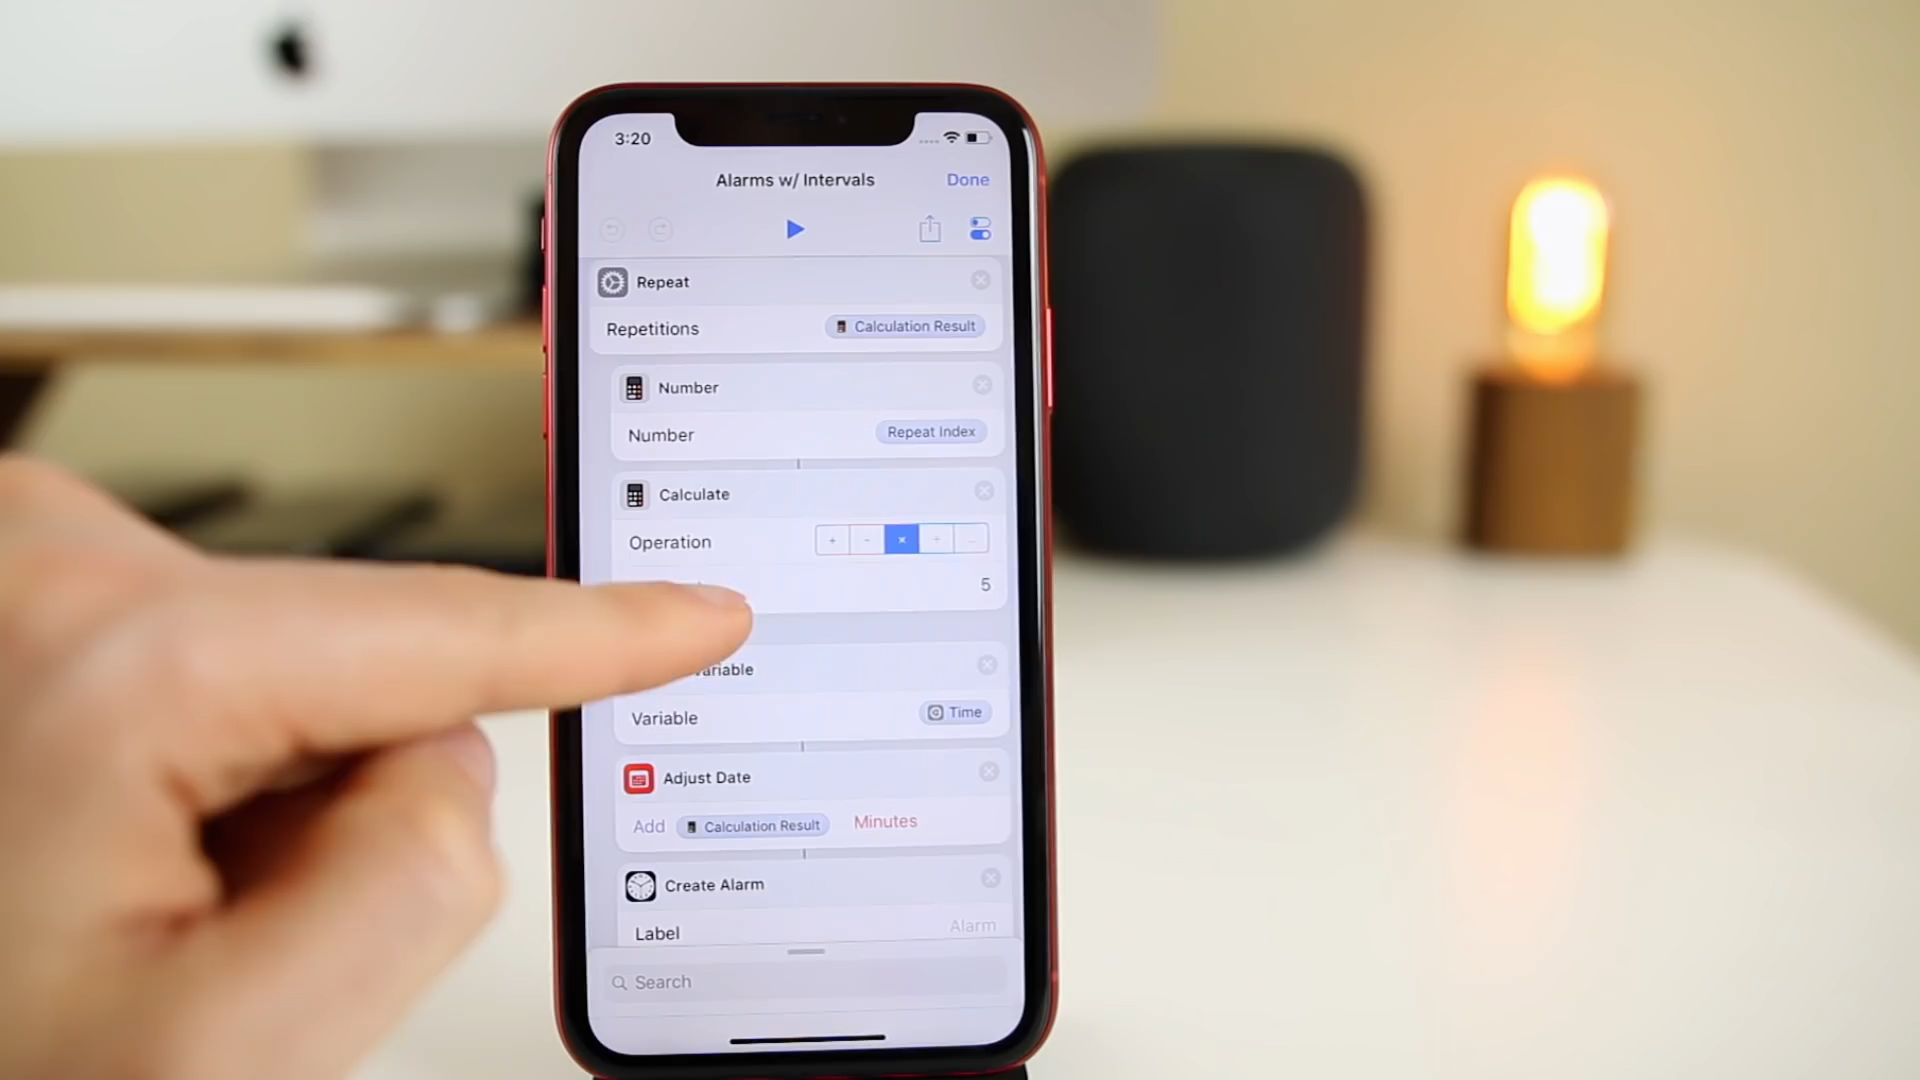 3:20
Alarms w/ Intervals
Done
Repeat
Repetitions
Calculation Result
Number
Number
Repeat Index
Calculate
Operation
+ - ×
5
Variable
Variable
Time
Adjust Date
Add
Calculation Result
Minutes
Create Alarm
Label
Alarm
Search